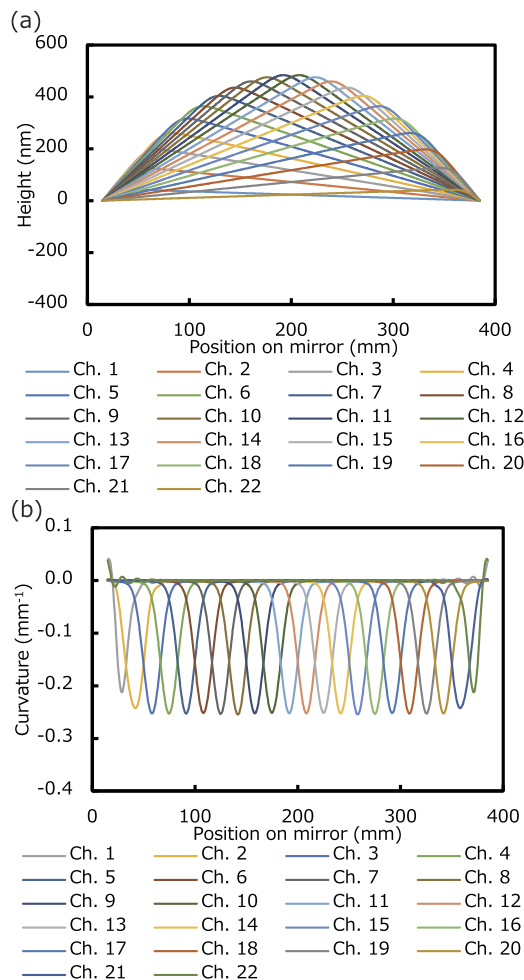 (a)
600
400
200
0
-200
-400
Height (nm)
0 100 200 300 400
Position on mirror (mm)
Ch. 1 Ch. 2 Ch. 3 Ch. 4
Ch. 5 Ch. 6 Ch. 7 Ch. 8
Ch. 9 Ch. 10 Ch. 11 Ch. 12
Ch. 13 Ch. 14 Ch. 15 Ch. 16
Ch. 17 Ch. 18 Ch. 19 Ch. 20
Ch. 21 Ch. 22
(b)
0.1
0.0
-0.1
-0.2
-0.3
-0.4
Curvature (mm⁻¹)
0 100 200 300 400
Position on mirror (mm)
Ch. 1 Ch. 2 Ch. 3 Ch. 4
Ch. 5 Ch. 6 Ch. 7 Ch. 8
Ch. 9 Ch. 10 Ch. 11 Ch. 12
Ch. 13 Ch. 14 Ch. 15 Ch. 16
Ch. 17 Ch. 18 Ch. 19 Ch. 20
Ch. 21 Ch. 22